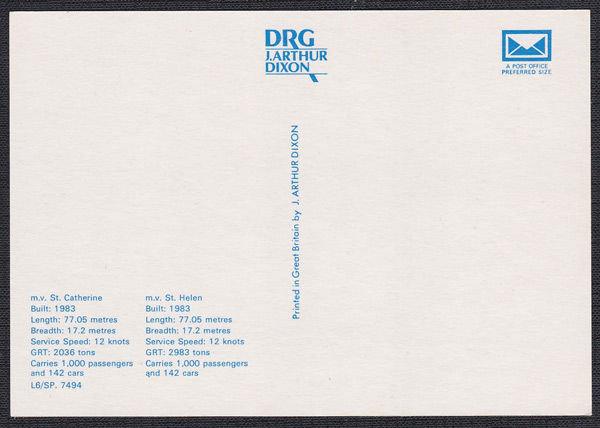 DRG
J.ARTHUR
DIXON
A POST OFFICE
PREFERRED SIZE
Printed in Great Britain by J. ARTHUR DIXON
m.v. St. Catherine
Built: 1983
Length: 77.05 metres
Breadth: 17.2 metres
Service Speed: 12 knots
GRT: 2036 tons
Carries 1,000 passengers
and 142 cars
L6/SP. 7494
m.v. St. Helen
Built: 1983
Length: 77.05 metres
Breadth: 17.2 metres
Service Speed: 12 knots
GRT: 2983 tons
Carries 1,000 passengers
and 142 cars